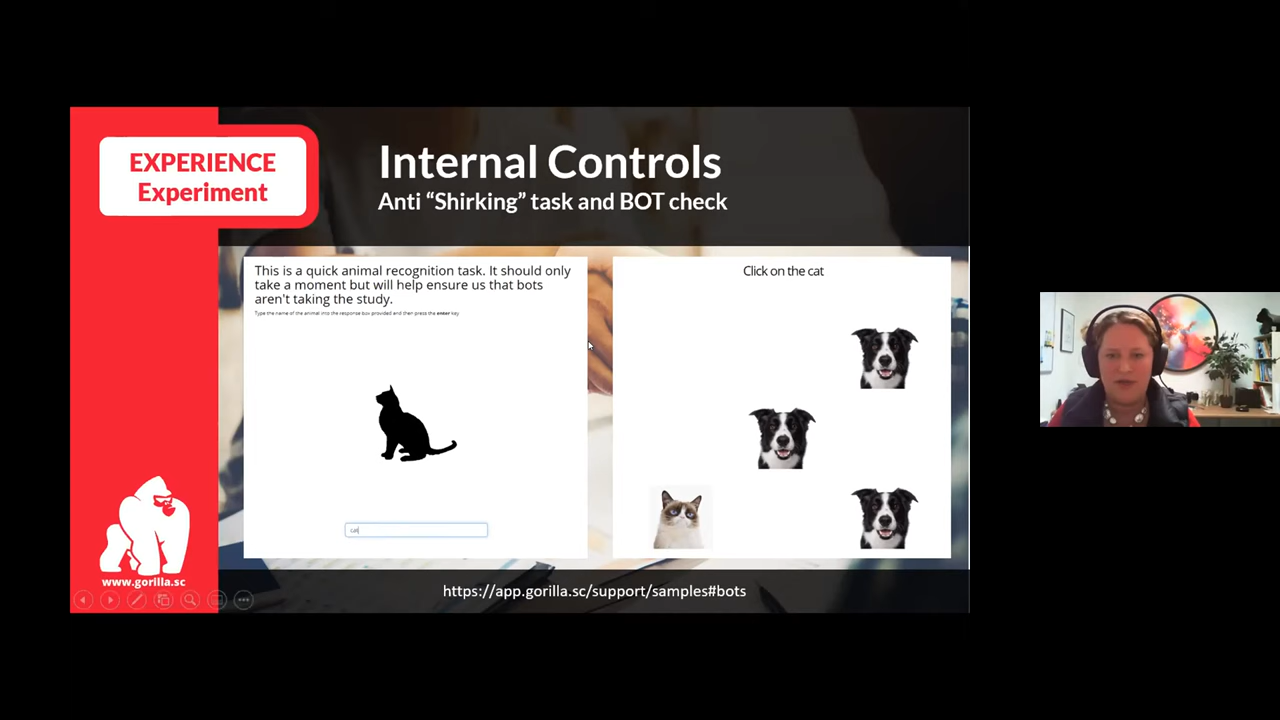 EXPERIENCE
Experiment
Internal Controls
Anti “Shirking” task and BOT check
This is a quick animal recognition task. It should only
take a moment but will help ensure us that bots
aren't taking the study.
Type the name of the animal into the response box provided and then press the enter key
cat
Click on the cat
www.gorilla.sc
https://app.gorilla.sc/support/samples#bots